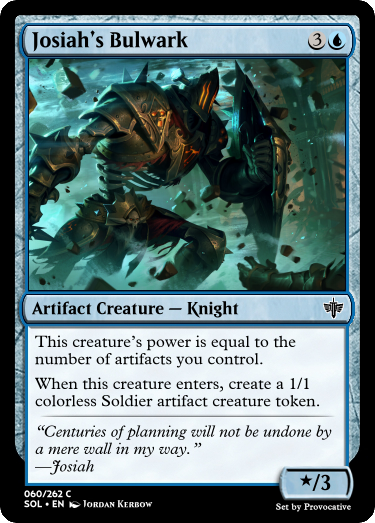 Josiah's Bulwark 3
Artifact Creature — Knight
This creature's power is equal to the
number of artifacts you control.
When this creature enters, create a 1/1
colorless Soldier artifact creature token.
“Centuries of planning will not be undone by
a mere wall in my way.”
—Josiah
★/3
060/262 C
SOL • EN Jordan Kerbow
Set by Provocative